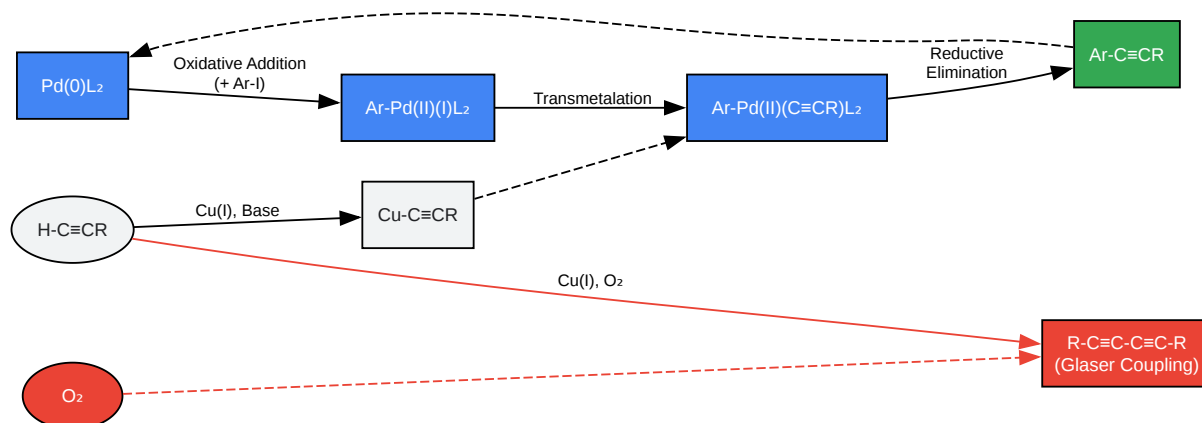 Ar-C≡CR
Reductive
Elimination
Oxidative Addition
(+ Ar-I)
Pd(0)L₂
Ar-Pd(II)(I)L₂
Transmetalation
Ar-Pd(II)(C≡CR)L₂
H-C≡CR
Cu(I), Base
Cu-C≡CR
Cu(I), O₂
R-C≡C-C≡C-R
(Glaser Coupling)
O₂